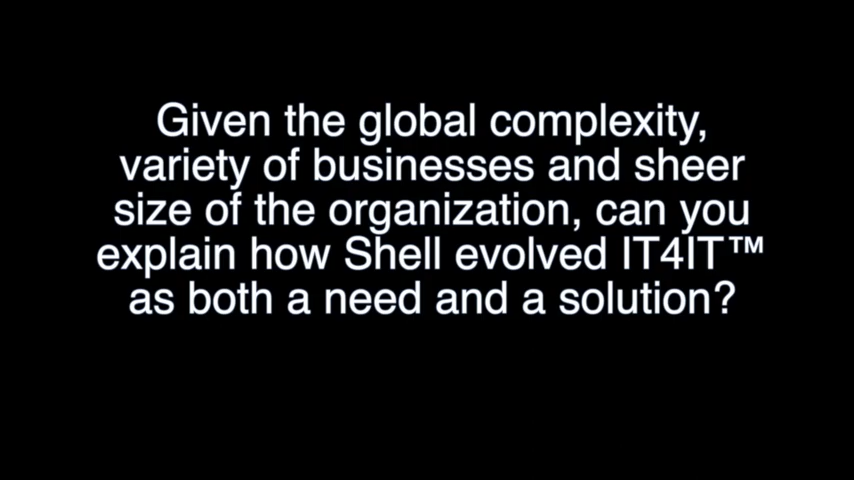 Given the global complexity,
variety of businesses and sheer
size of the organization, can you
explain how Shell evolved IT4IT™
as both a need and a solution?